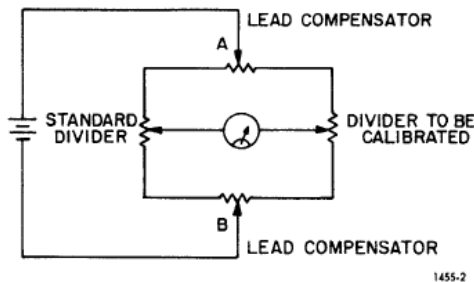 LEAD COMPENSATOR
A
STANDARD
DIVIDER
DIVIDER TO BE
CALIBRATED
B
LEAD COMPENSATOR
1455-2